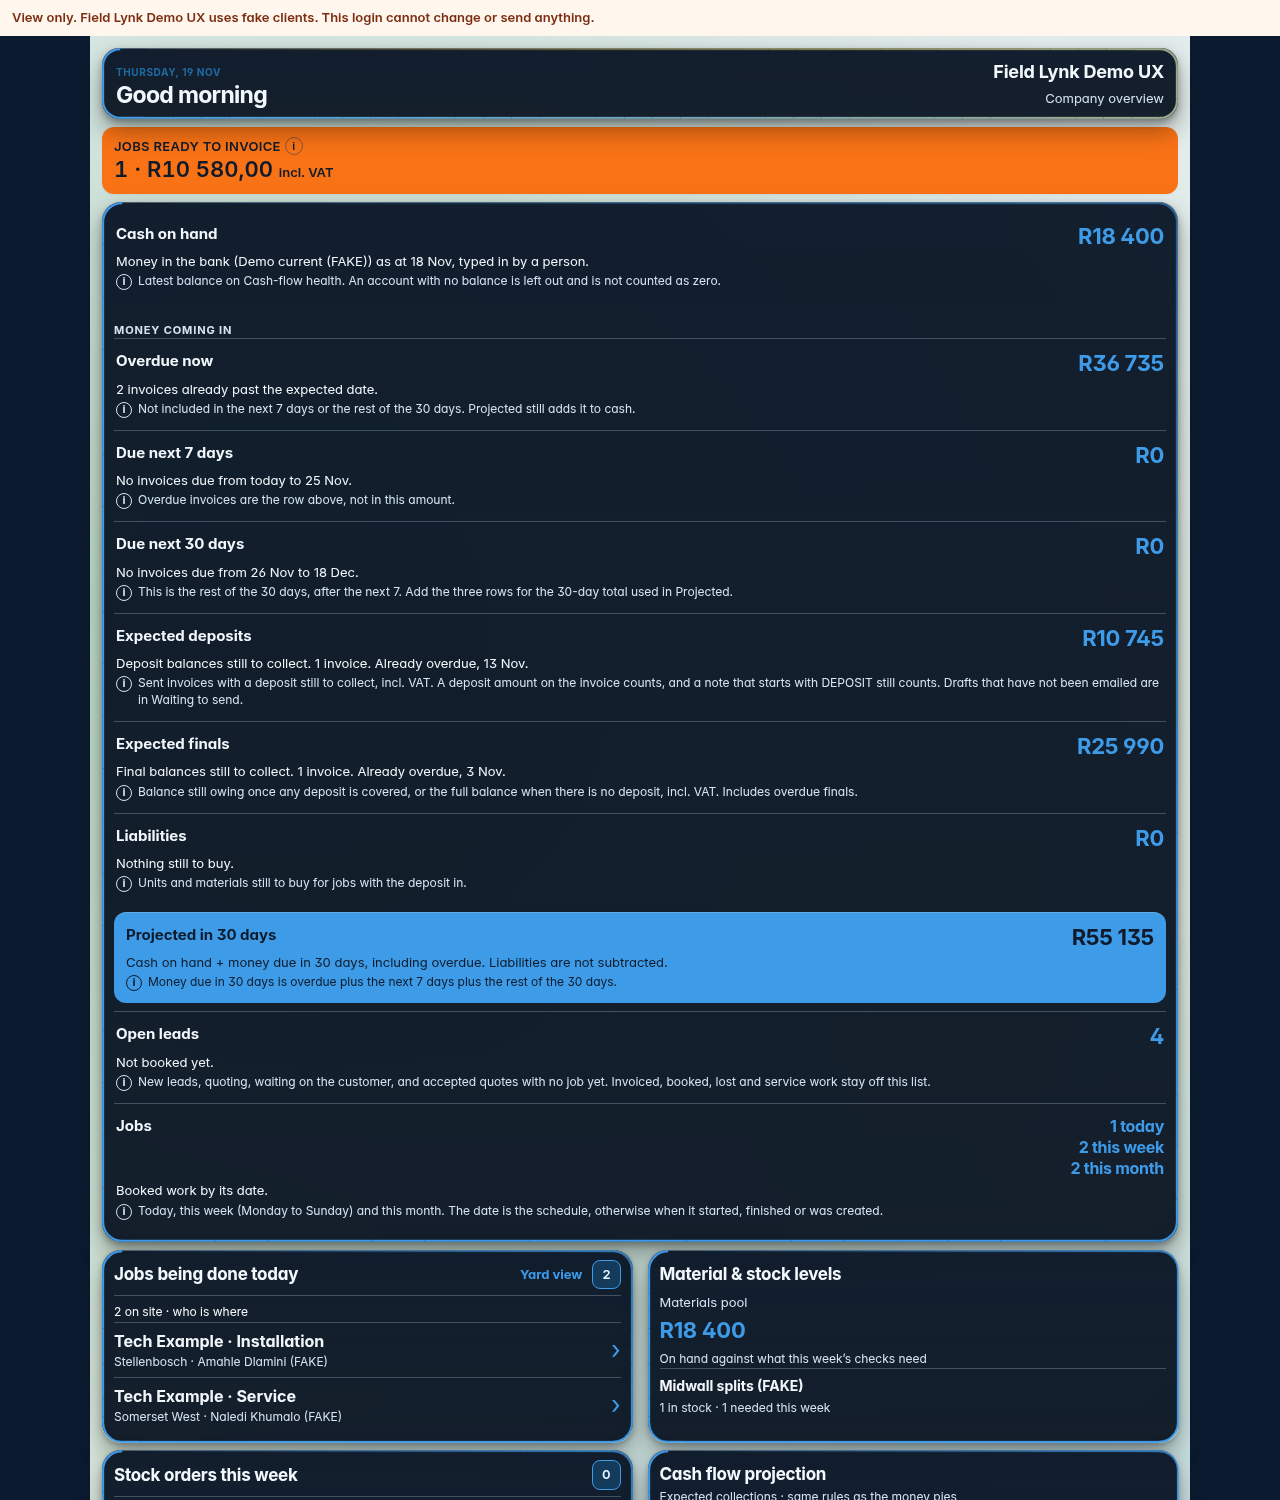 View only. Field Lynk Demo UX uses fake clients. This login cannot change or send anything.
THURSDAY, 19 NOV
Good morning
Field Lynk Demo UX
Company overview
JOBS READY TO INVOICE i
1 · R10 580,00 incl. VAT
Cash on hand
R18 400
Money in the bank (Demo current (FAKE)) as at 18 Nov, typed in by a person.
i Latest balance on Cash-flow health. An account with no balance is left out and is not counted as zero.
MONEY COMING IN
Overdue now
R36 735
2 invoices already past the expected date.
i Not included in the next 7 days or the rest of the 30 days. Projected still adds it to cash.
Due next 7 days
R0
No invoices due from today to 25 Nov.
i Overdue invoices are the row above, not in this amount.
Due next 30 days
R0
No invoices due from 26 Nov to 18 Dec.
i This is the rest of the 30 days, after the next 7. Add the three rows for the 30-day total used in Projected.
Expected deposits
R10 745
Deposit balances still to collect. 1 invoice. Already overdue, 13 Nov.
i Sent invoices with a deposit still to collect, incl. VAT. A deposit amount on the invoice counts, and a note that starts with DEPOSIT still counts. Drafts that have not been emailed are
in Waiting to send.
Expected finals
R25 990
Final balances still to collect. 1 invoice. Already overdue, 3 Nov.
i Balance still owing once any deposit is covered, or the full balance when there is no deposit, incl. VAT. Includes overdue finals.
Liabilities
R0
Nothing still to buy.
i Units and materials still to buy for jobs with the deposit in.
Projected in 30 days
R55 135
Cash on hand + money due in 30 days, including overdue. Liabilities are not subtracted.
i Money due in 30 days is overdue plus the next 7 days plus the rest of the 30 days.
Open leads
4
Not booked yet.
i New leads, quoting, waiting on the customer, and accepted quotes with no job yet. Invoiced, booked, lost and service work stay off this list.
Jobs
1 today
2 this week
2 this month
Booked work by its date.
i Today, this week (Monday to Sunday) and this month. The date is the schedule, otherwise when it started, finished or was created.
Jobs being done today
Yard view 2
2 on site · who is where
Tech Example · Installation
Stellenbosch · Amahle Dlamini (FAKE)
Tech Example · Service
Somerset West · Naledi Khumalo (FAKE)
Material & stock levels
Materials pool
R18 400
On hand against what this week's checks need
Midwall splits (FAKE)
1 in stock · 1 needed this week
Stock orders this week
0
Cash flow projection
Expected collections · same rules as the money pies